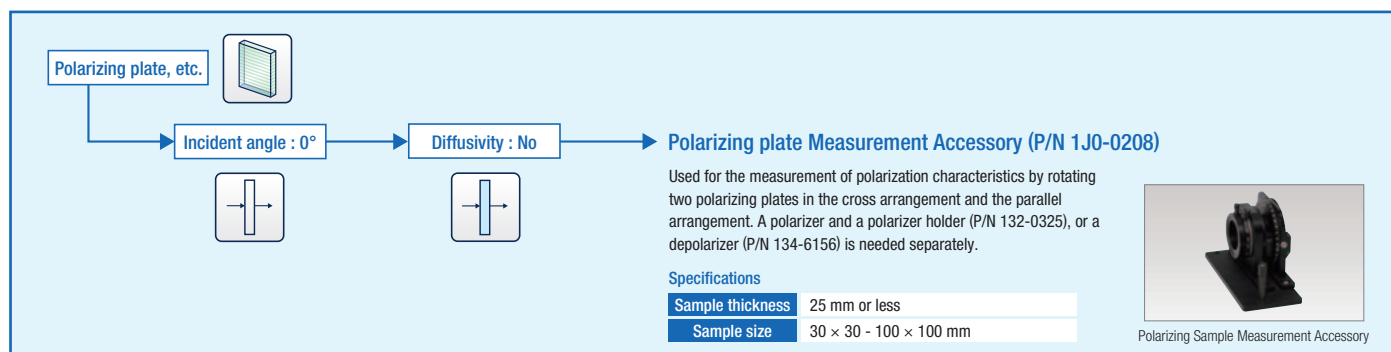 Polarizing plate, etc.
Incident angle : 0°
Diffusivity : No
Polarizing plate Measurement Accessory (P/N 1J0-0208)
Used for the measurement of polarization characteristics by rotating
two polarizing plates in the cross arrangement and the parallel
arrangement. A polarizer and a polarizer holder (P/N 132-0325), or a
depolarizer (P/N 134-6156) is needed separately.
Specifications
Sample thickness 25 mm or less
Sample size 30 × 30 - 100 × 100 mm
Polarizing Sample Measurement Accessory